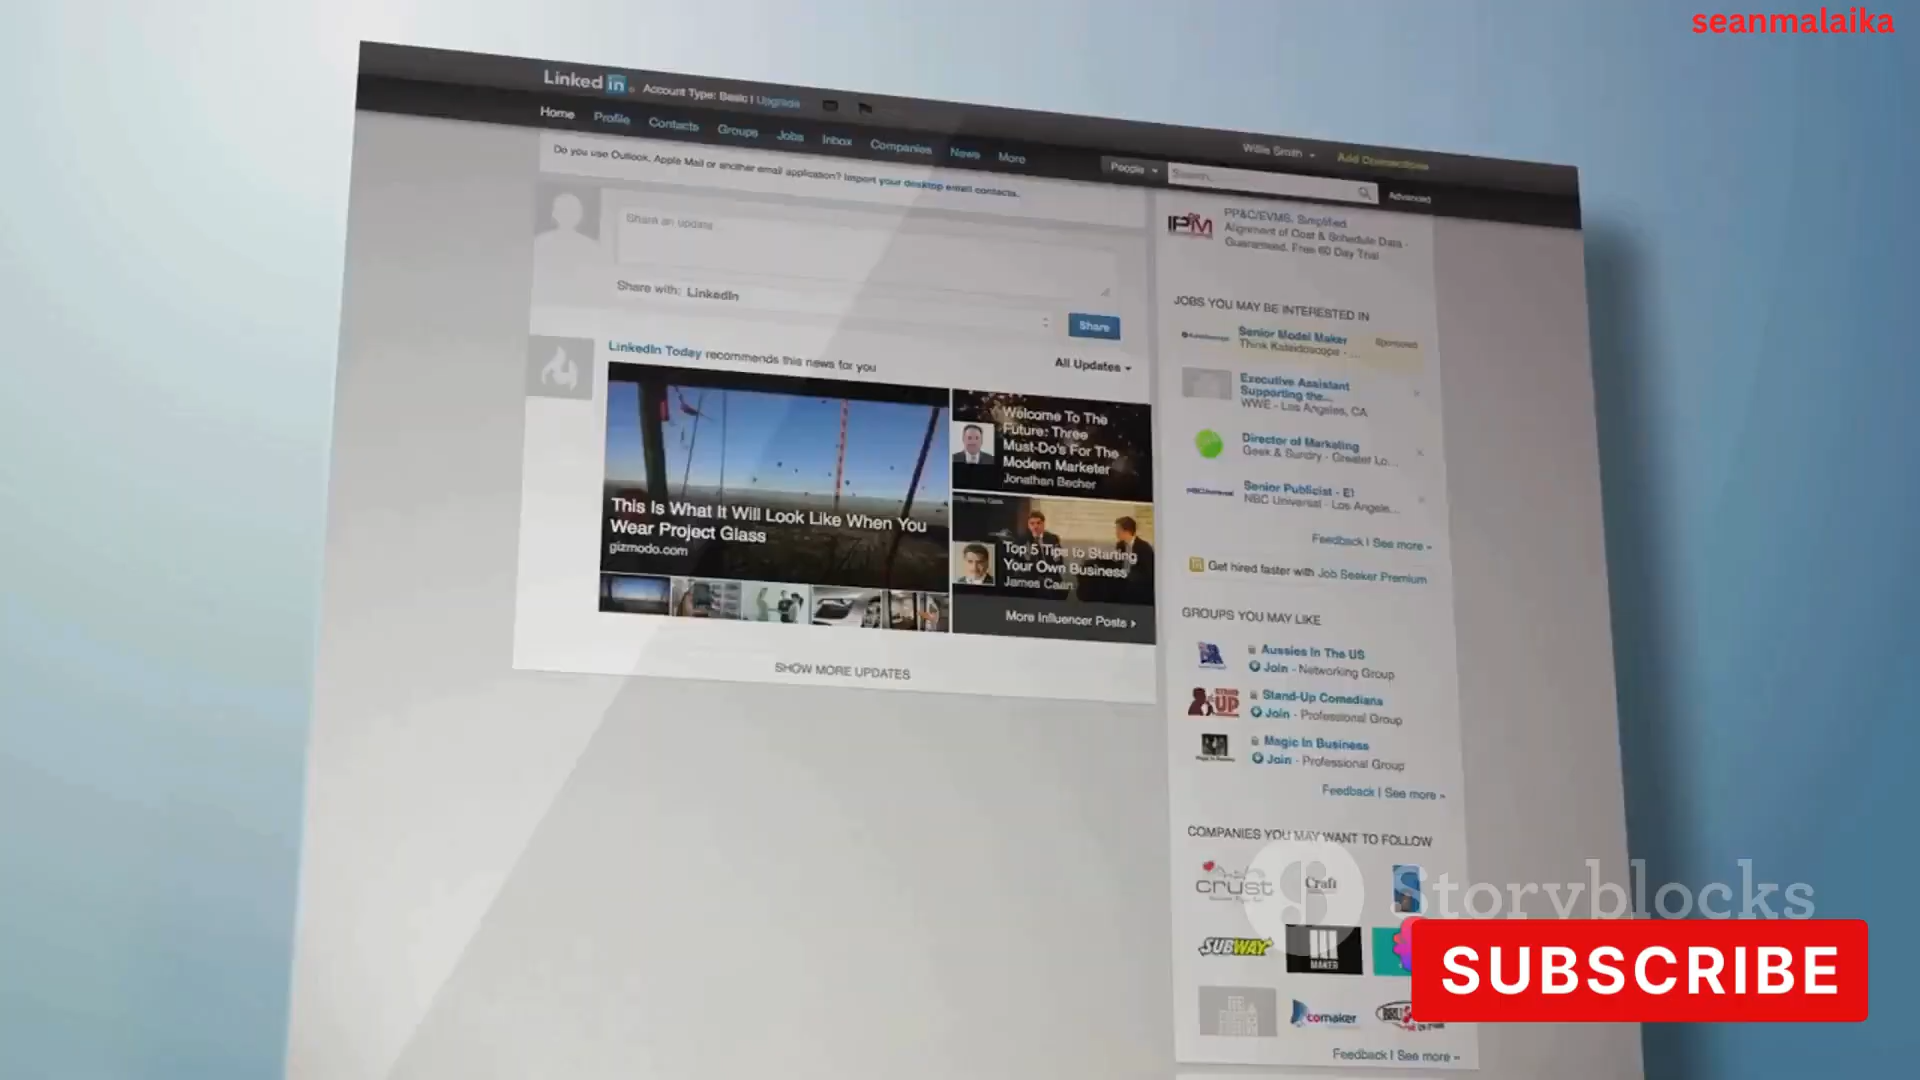 seanmalaika
Linked in
Account Type: Basic | Upgrade
Home Profile Contacts Groups Jobs Inbox Companies News More
Willie Smith
Add Connections
People
Search...
Advanced
Do you use Outlook, Apple Mail or another email application? Import your desktop email contacts.
Share an update
Share with: LinkedIn
Share
LinkedIn Today recommends this news for you
All Updates
This Is What It Will Look Like When You
Wear Project Glass
gizmodo.com
Welcome To The
Future: Three
Must-Do's For The
Modern Marketer
Jonathan Becher
Top 5 Tips to Starting
Your Own Business
James Caan
More Influencer Posts
SHOW MORE UPDATES
IPM
PP&C/EVMS. Simplified
Alignment of Cost & Schedule Data -
Guaranteed. Free 60 Day Trial
JOBS YOU MAY BE INTERESTED IN
Senior Model Maker
Think Kaleidoscope - ...
Sponsored
Executive Assistant
Supporting the...
WWE - Los Angeles, CA
Director of Marketing
Geek & Sundry - Greater Lo...
Senior Publicist - E!
NBC Universal - Los Angele...
Feedback | See more »
Get hired faster with Job Seeker Premium
GROUPS YOU MAY LIKE
Aussies In The US
Join - Networking Group
Stand-Up Comedians
Join - Professional Group
STAND UP
Magic In Business
Join - Professional Group
Feedback | See more »
COMPANIES YOU MAY WANT TO FOLLOW
crust
Craft
Storyblocks
SUBWAY
MAKER
SUBSCRIBE
comaker
Feedback | See more »